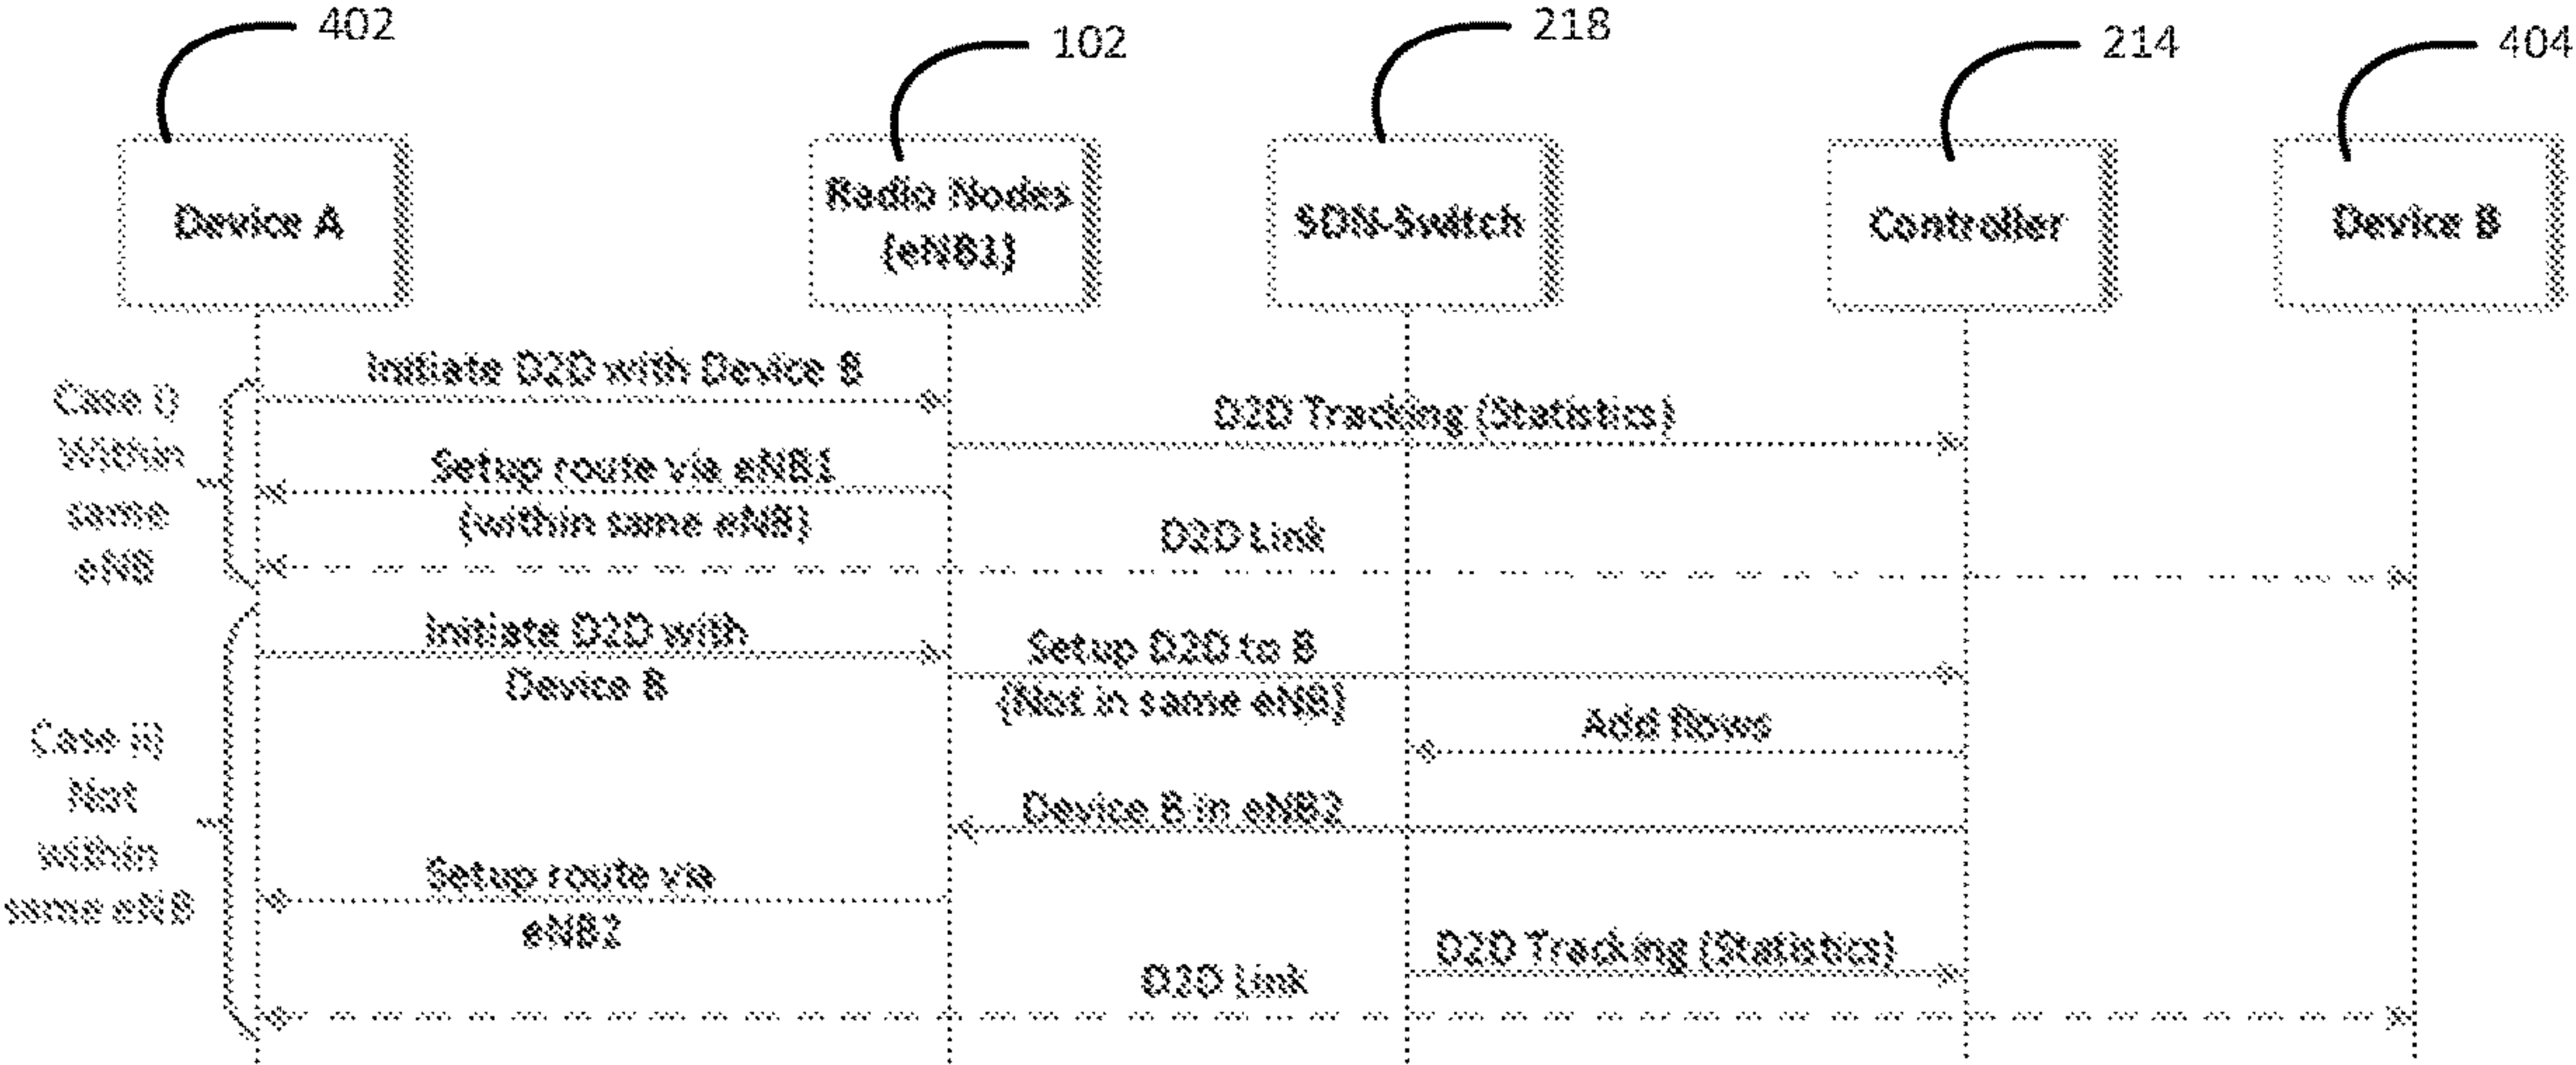 402
102
218
214
404
Device A
Radio Nodes
(eNB1)
SDN-Switch
Controller
Device B
Initiate D2D with Device B
D2D Tracking (Statistics)
Case i)
Within
same
eNB
Setup route via eNB1
(within same eNB)
D2D Link
Initiate D2D with
Device B
Setup D2D to B
(Not in same eNB)
Add flows
Case ii)
Not
within
same eNB
Device B in eNB2
Setup route via
eNB2
D2D Tracking (Statistics)
D2D Link